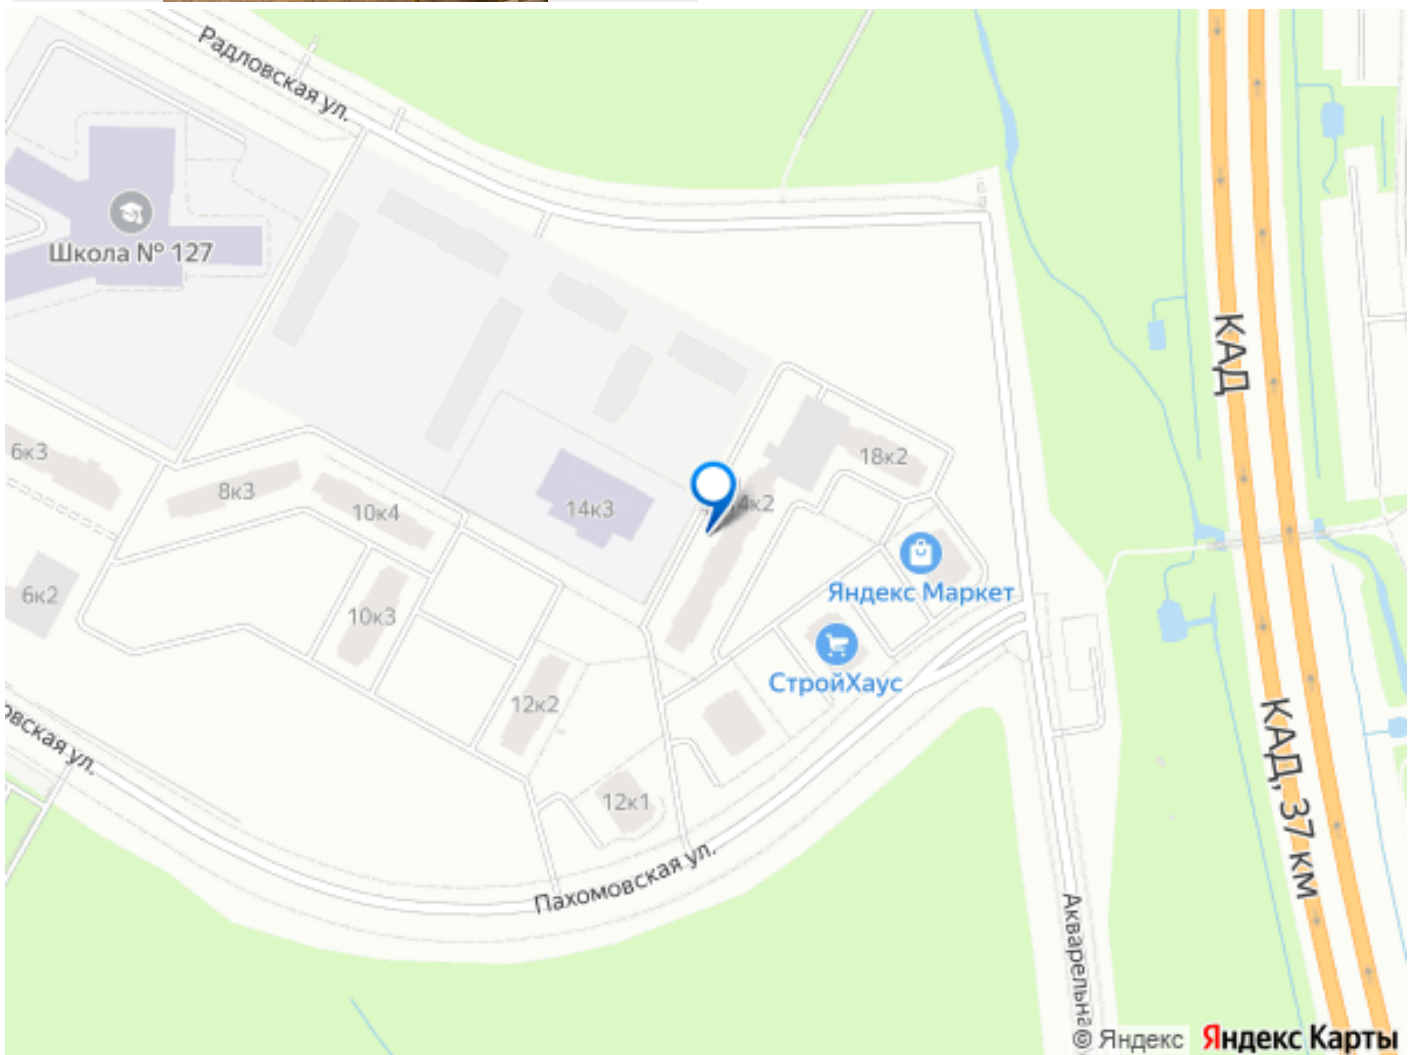 Радловская ул.
Школа № 127
КАД
6к3
8к3
10к4
14к3
4к2
18к2
6к2
10к3
Яндекс Маркет
СтройХаус
12к2
овская ул.
12к1
КАД, 37 км
Пахомовская ул.
Акварельна
© Яндекс Яндекс Карты